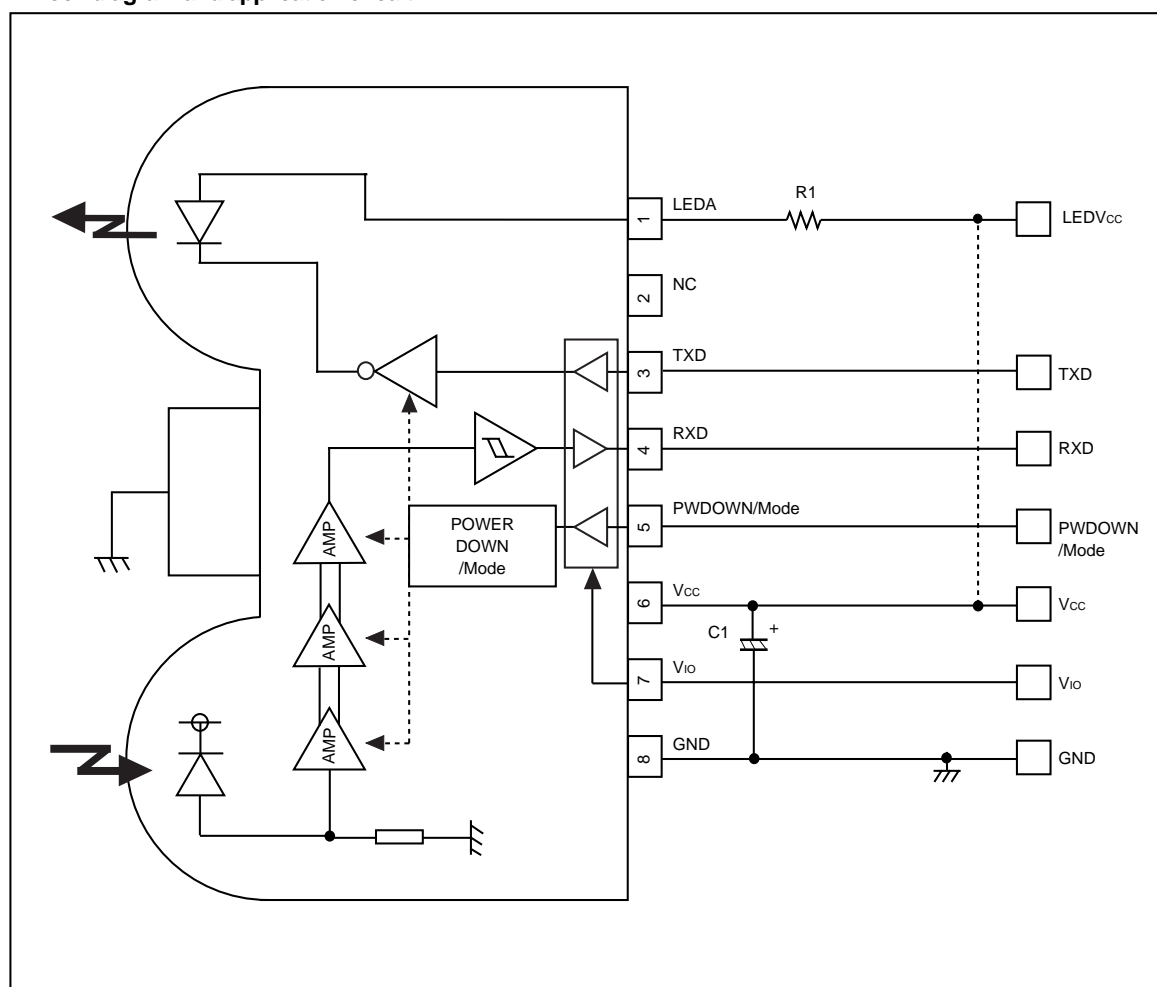 R1
1
LEDA
LEDVCC
2
NC
3
TXD
TXD
4
RXD
RXD
5
PWDOWN/Mode
PWDOWN
/Mode
POWER
DOWN
/Mode
AMP
AMP
AMP
6
VCC
VCC
C1
+
7
VIO
VIO
8
GND
GND